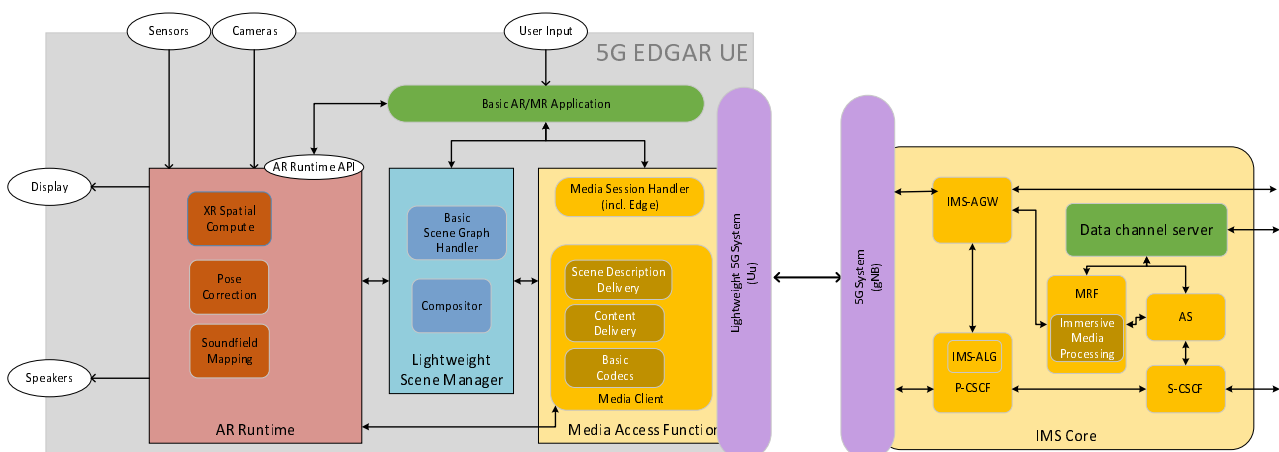 Sensors
Cameras
User Input
5G EDGAR UE
Basic AR/MR Application
AR Runtime API
Display
Speakers
XR Spatial
Compute
Pose
Correction
Soundfield
Mapping
AR Runtime
Basic
Scene Graph
Handler
Compositor
Lightweight
Scene Manager
Media Session Handler
(incl. Edge)
Scene Description
Delivery
Content
Delivery
Basic
Codecs
Media Client
Media Access Function
Lightweight 5G System
(Uu)
5G System
(gNB)
IMS-AGW
Data channel server
MRF
Immersive
Media
Processing
AS
IMS-ALG
P-CSCF
S-CSCF
IMS Core